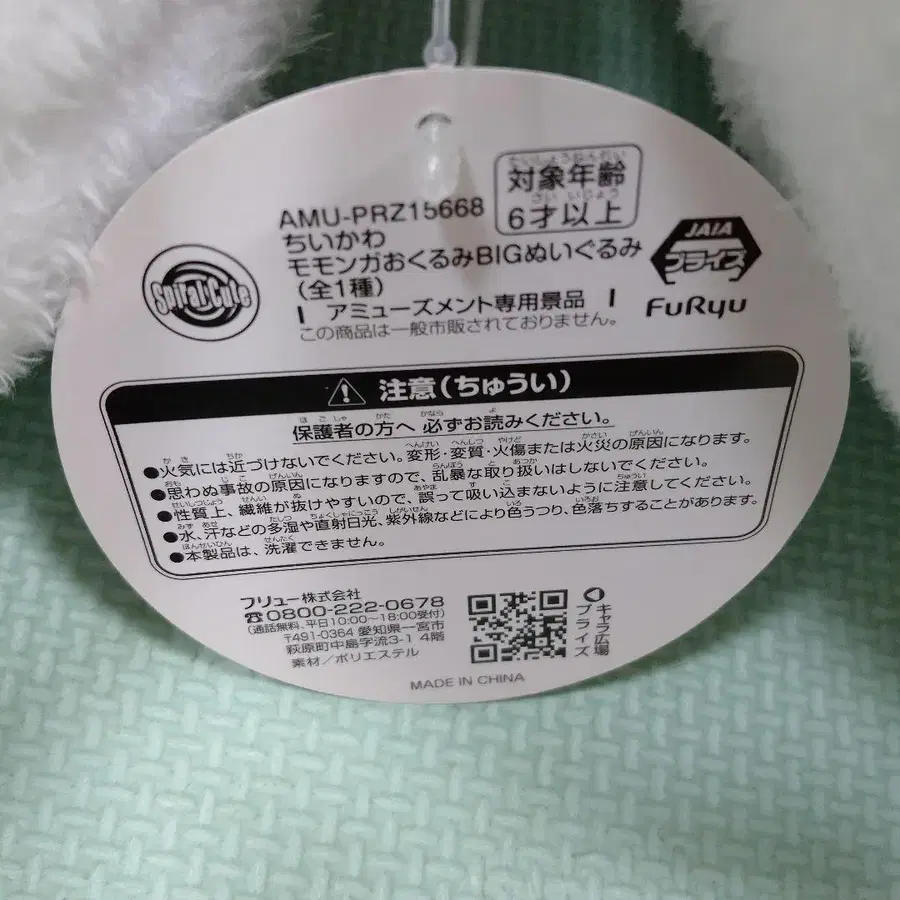 対象年齢
6才以上
AMU-PRZ15668
ちいかわ
モモンガおくるみBIGぬいぐるみ
(全1種)
アミューズメント専用景品
この商品は一般市販されておりません。
Spiral Cute
JAIA
プライズ
FuRyu
注意(ちゅうい)
保護者の方へ 必ずお読みください。
●火気には近づけないでください。変形・変質・火傷または火災の原因になります。
●思わぬ事故の原因になりますので、乱暴な取り扱いはしないでください。
●性質上、繊維が抜けやすいので、誤って吸い込まないように注意してください。
●水、汗などの多湿や直射日光、紫外線などにより色うつり、色落ちすることがあります。
●本製品は、洗濯できません。
フリュー株式会社
☎0800-222-0678
(通話無料、平日10:00~18:00受付)
〒491-0364 愛知県一宮市
萩原町中島字流3-1 4階
素材/ポリエステル
キャラ広場
プライズ
MADE IN CHINA